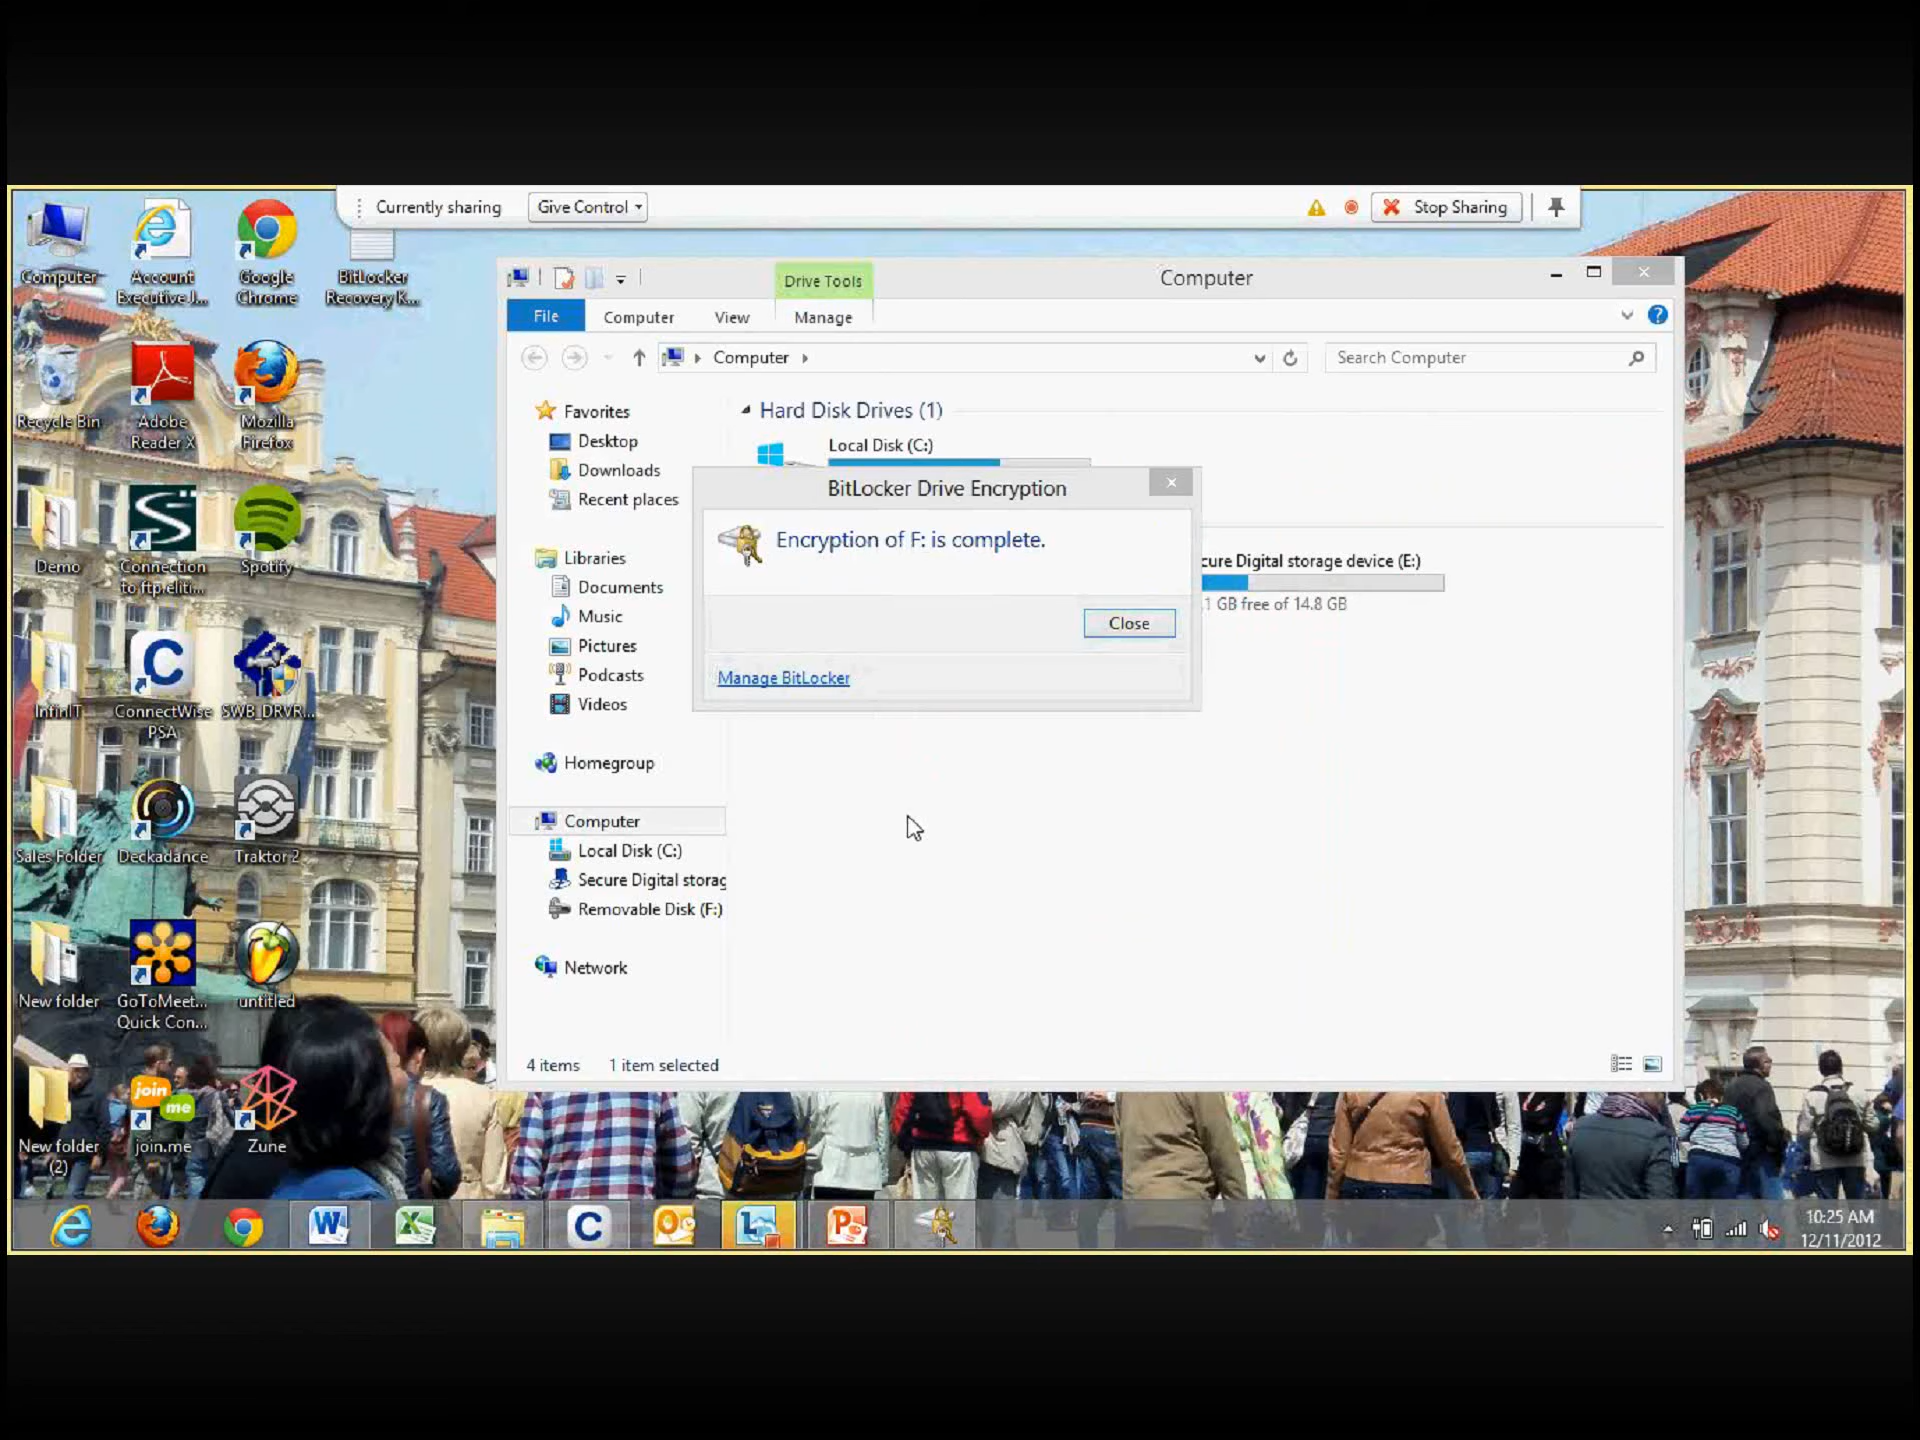 Currently sharing
Give Control
Stop Sharing
Computer
Account
Executive J...
Google
Chrome
BitLocker
Recovery K...
Recycle Bin
Adobe
Reader X
Mozilla
Firefox
Demo
Connection
to ftp.eliti...
Spotify
InfinIT
ConnectWise
PSA
SWB_DRVR...
Sales Folder
Deckadance
Traktor 2
New folder
GoToMeet...
Quick Con...
untitled
New folder
(2)
join
me
join.me
Zune
Drive Tools
Computer
File
Computer
View
Manage
Computer
Search Computer
Favorites
Desktop
Downloads
Recent places
Libraries
Documents
Music
Pictures
Podcasts
Videos
Homegroup
Computer
Local Disk (C:)
Secure Digital storag
Removable Disk (F:)
Network
Hard Disk Drives (1)
Local Disk (C:)
cure Digital storage device (E:)
.1 GB free of 14.8 GB
BitLocker Drive Encryption
Encryption of F: is complete.
Close
Manage BitLocker
4 items
1 item selected
10:25 AM
12/11/2012